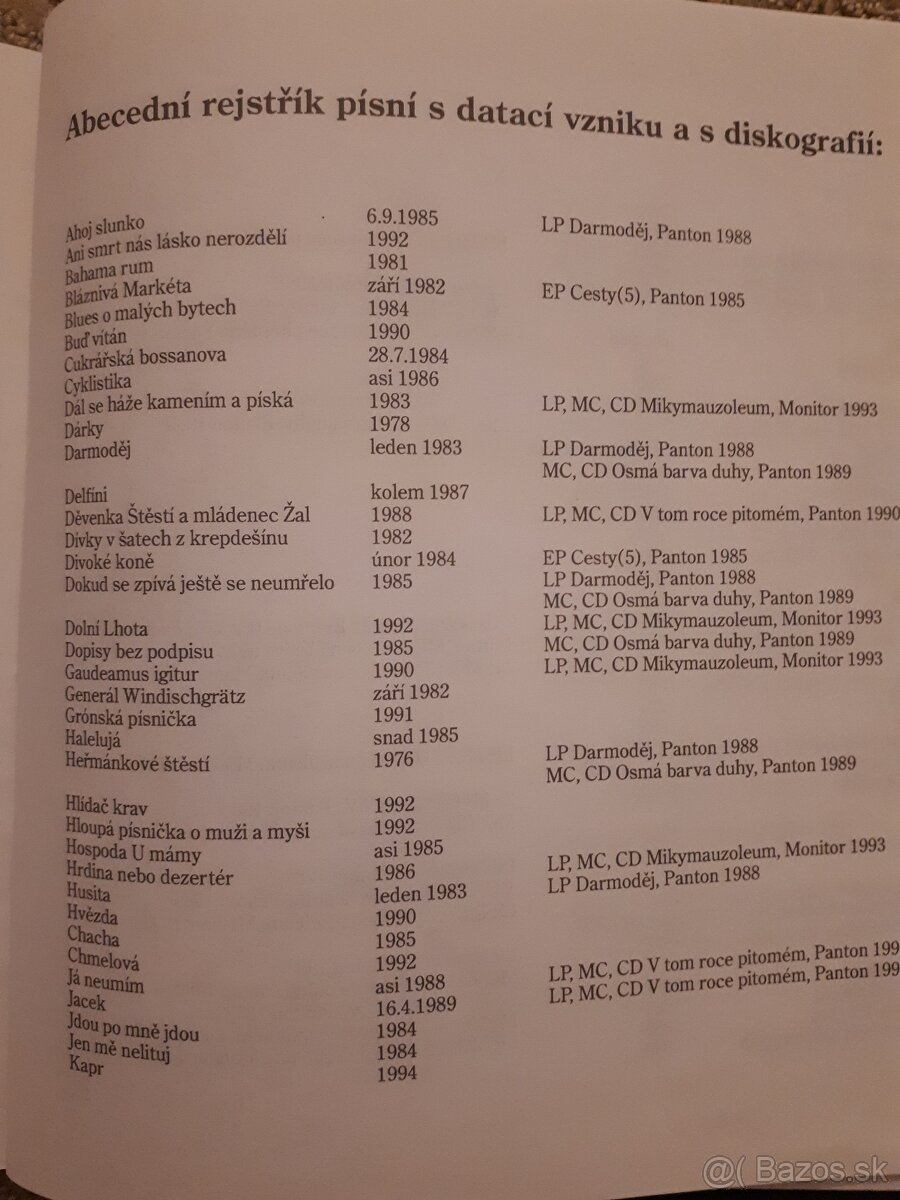 Abecední rejstřík písní s datací vzniku a s diskografií:
Ahoj slunko 6.9.1985 LP Darmoděj, Panton 1988
Ani smrt nás lásko nerozdělí 1992
Bahama rum 1981
Bláznivá Markéta září 1982 EP Cesty(5), Panton 1985
Blues o malých bytech 1984
Buď vítán 1990
Cukrářská bossanova 28.7.1984
Cyklistika asi 1986
Dál se háže kamením a píská 1983 LP, MC, CD Mikymauzoleum, Monitor 1993
Dárky 1978
Darmoděj leden 1983 LP Darmoděj, Panton 1988
MC, CD Osmá barva duhy, Panton 1989
Delfíni kolem 1987
Děvenka Štěstí a mládenec Žal 1988 LP, MC, CD V tom roce pitomém, Panton 1990
Dívky v šatech z krepdešínu 1982
Divoké koně únor 1984 EP Cesty(5), Panton 1985
Dokud se zpívá ještě se neumřelo 1985 LP Darmoděj, Panton 1988
MC, CD Osmá barva duhy, Panton 1989
Dolní Lhota 1992 LP, MC, CD Mikymauzoleum, Monitor 1993
Dopisy bez podpisu 1985 MC, CD Osmá barva duhy, Panton 1989
Gaudeamus igitur 1990 LP, MC, CD Mikymauzoleum, Monitor 1993
Generál Windischgrätz září 1982
Grónská písnička 1991
Halelujá snad 1985
Heřmánkové štěstí 1976 LP Darmoděj, Panton 1988
MC, CD Osmá barva duhy, Panton 1989
Hlídač krav 1992
Hloupá písnička o muži a myši 1992
Hospoda U mámy asi 1985
Hrdina nebo dezertér 1986 LP, MC, CD Mikymauzoleum, Monitor 1993
Husita leden 1983 LP Darmoděj, Panton 1988
Hvězda 1990
Chacha 1985
Chmelová 1992
Já neumím asi 1988 LP, MC, CD V tom roce pitomém, Panton 199
Jacek 16.4.1989 LP, MC, CD V tom roce pitomém, Panton 199
Jdou po mně jdou 1984
Jen mě nelituj 1984
Kapr 1994
@( Bazos.sk